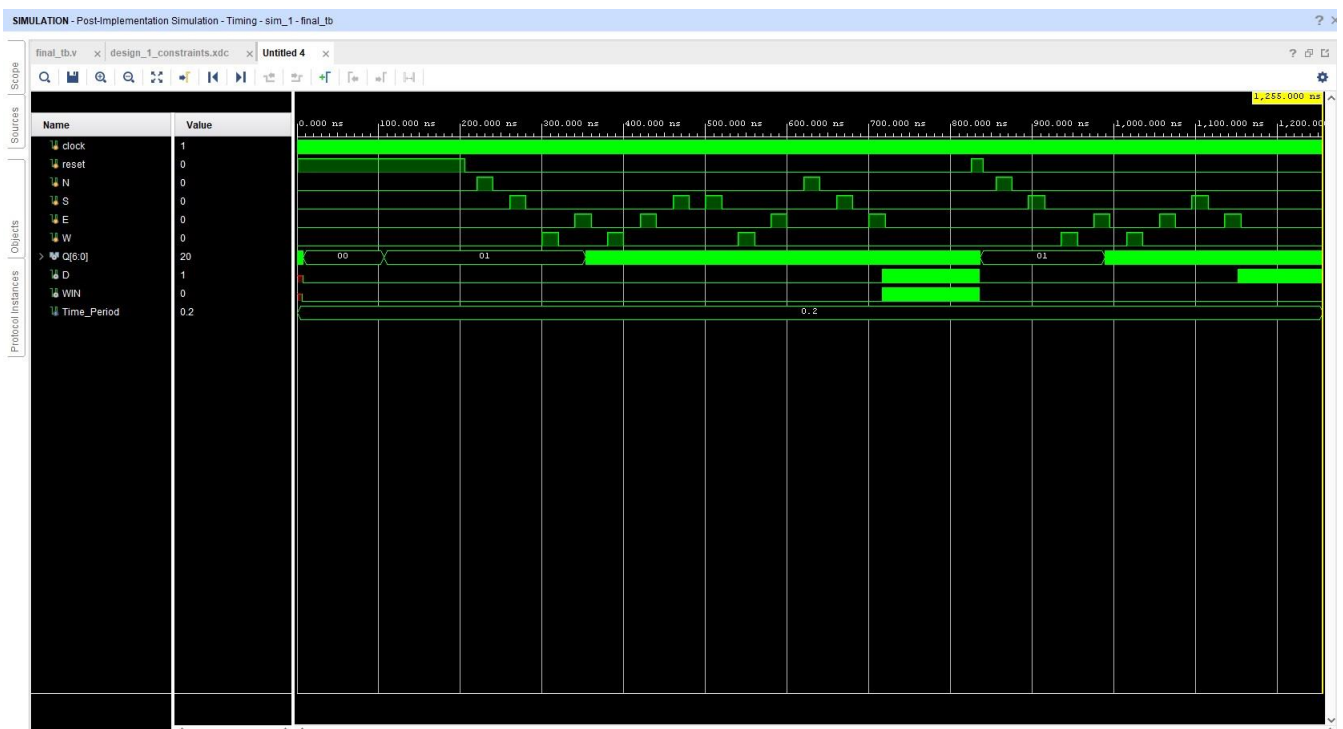 SIMULATION - Post-Implementation Simulation - Timing - sim_1 - final_tb
final_tb.v × design_1_constraints.xdc × Untitled 4 ×
Scope
Sources
Objects
Protocol Instances
1,255.000 ns
Name Value
0.000 ns 100.000 ns 200.000 ns 300.000 ns 400.000 ns 500.000 ns 600.000 ns 700.000 ns 800.000 ns 900.000 ns 1,000.000 ns 1,100.000 ns 1,200.00
clock 1
reset 0
N 0
S 0
E 0
W 0
Q[6:0] 20 00 01 01
D 1
WIN 0
Time_Period 0.2 0.2